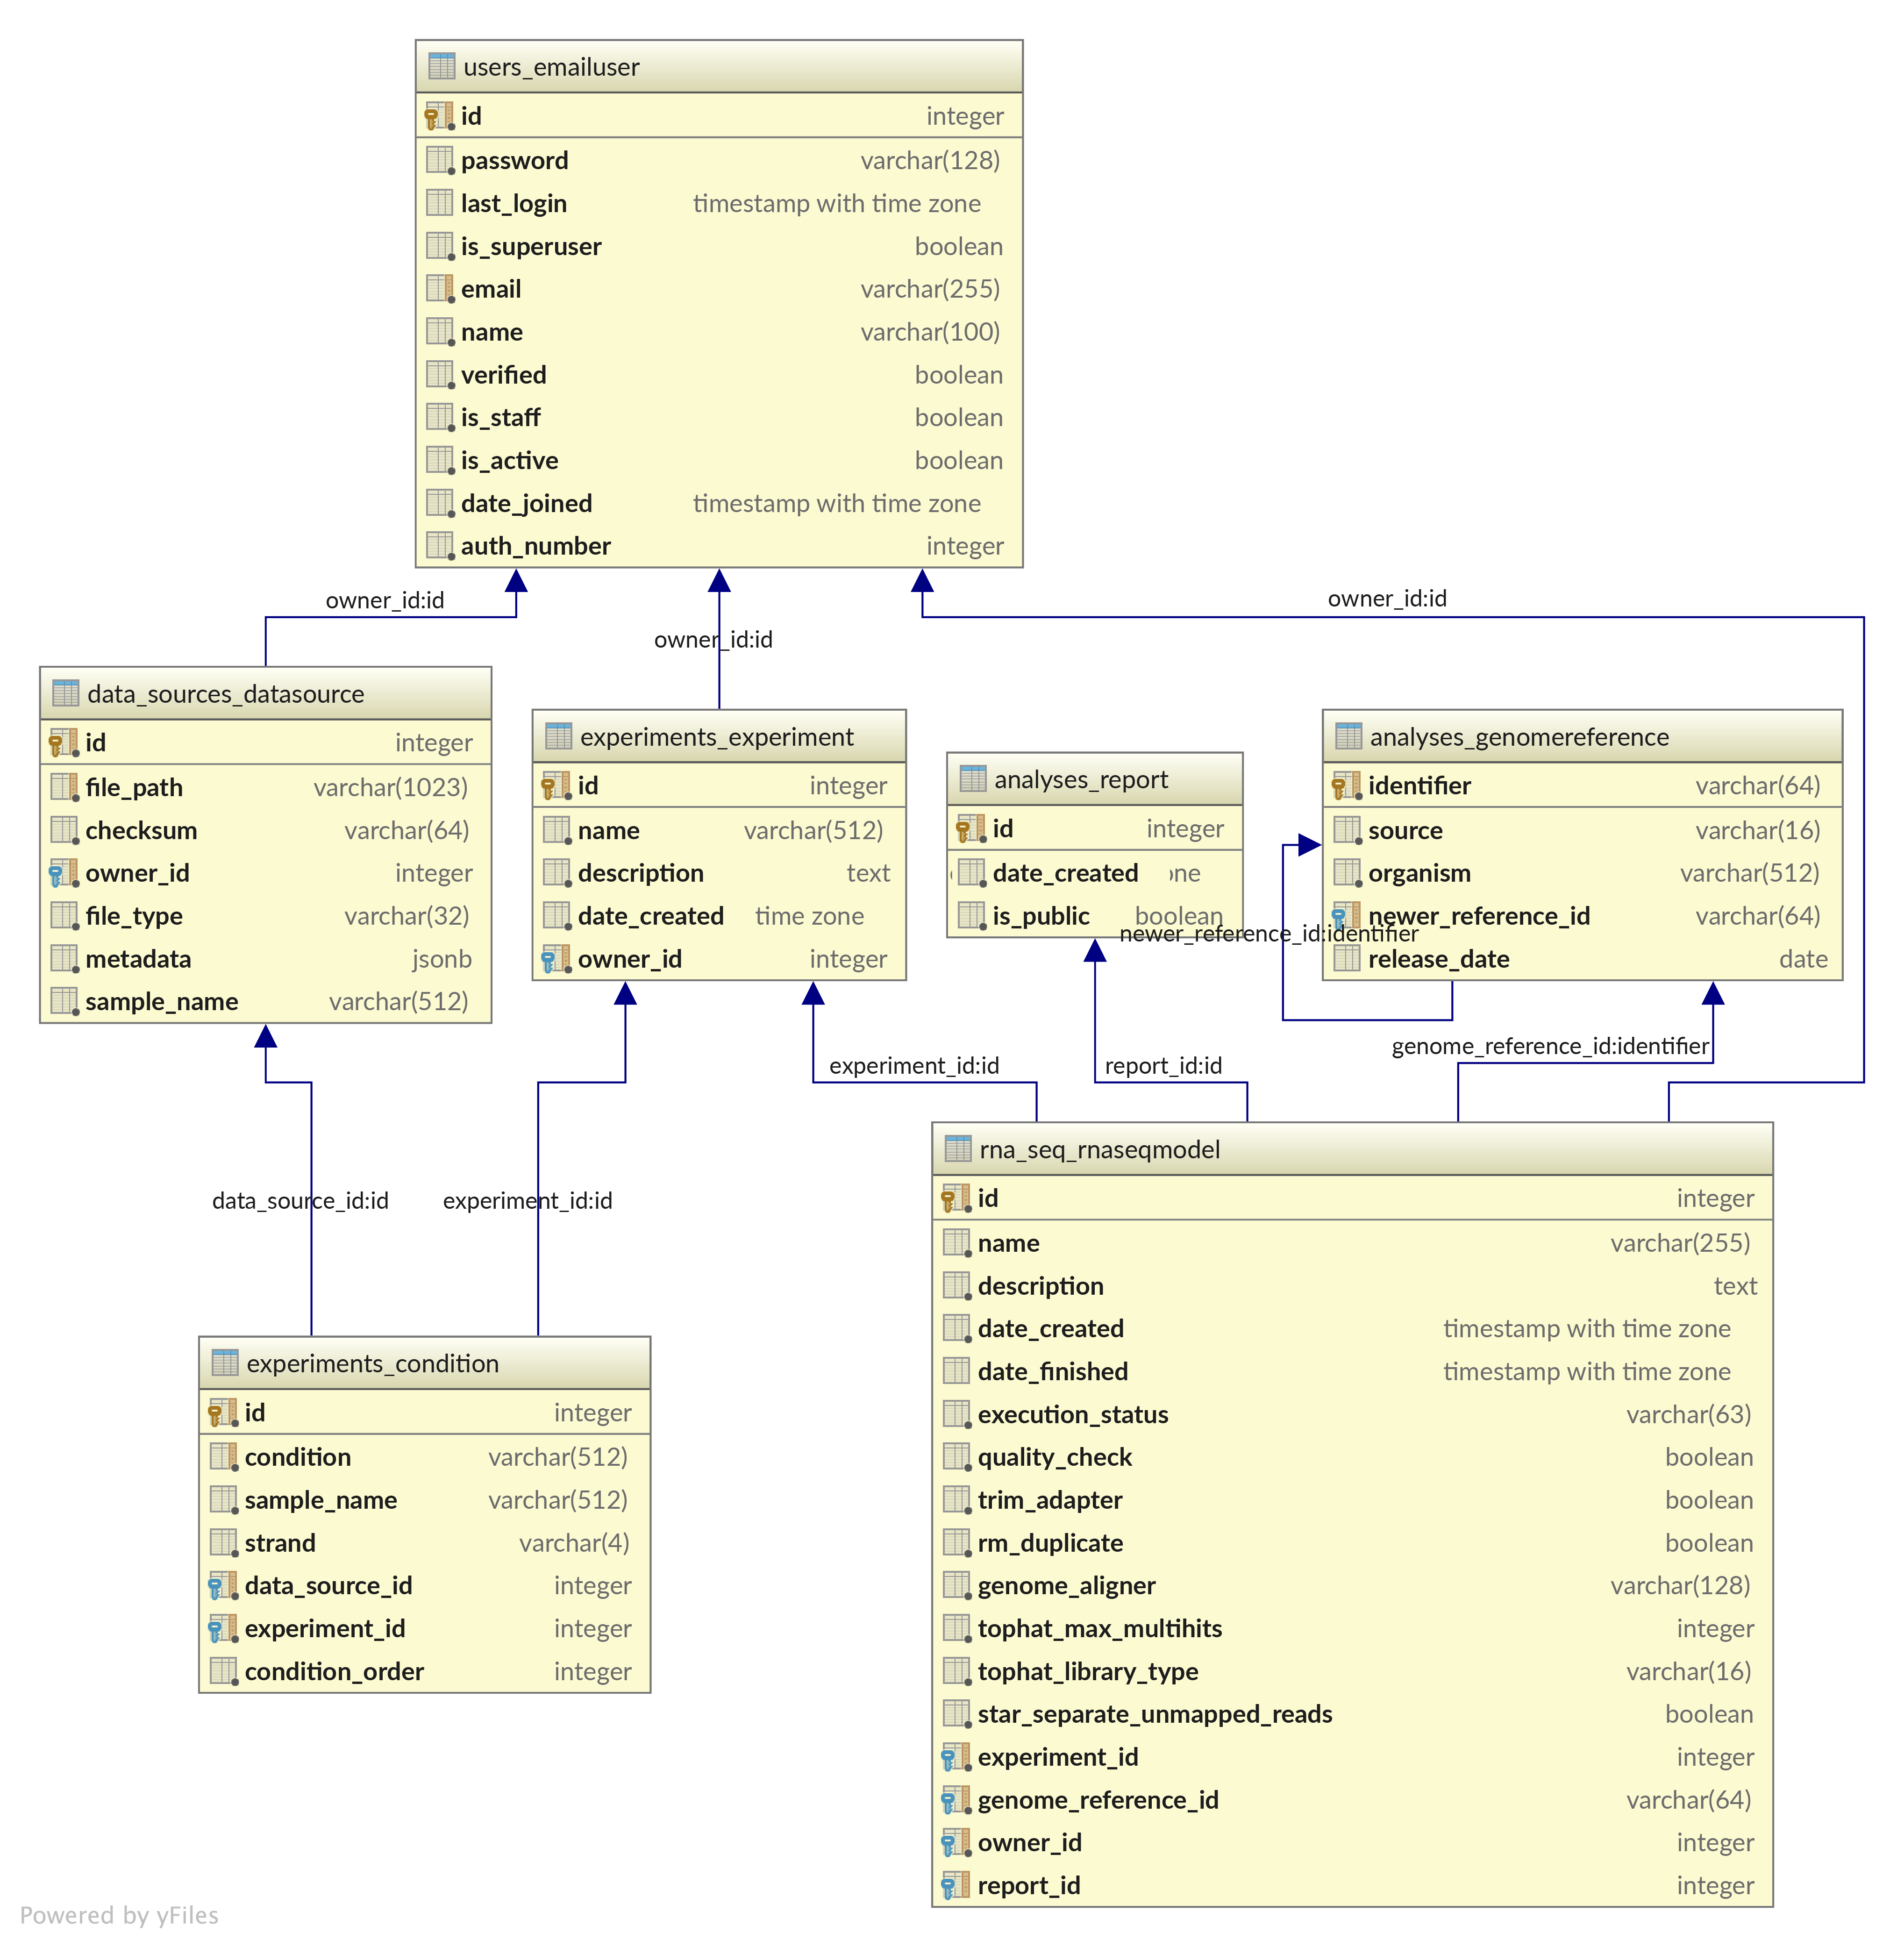 users_emailuser
id integer
password varchar(128)
last_login timestamp with time zone
is_superuser boolean
email varchar(255)
name varchar(100)
verified boolean
is_staff boolean
is_active boolean
date_joined timestamp with time zone
auth_number integer
owner_id:id
owner_id:id
owner_id:id
data_sources_datasource
id integer
file_path varchar(1023)
checksum varchar(64)
owner_id integer
file_type varchar(32)
metadata jsonb
sample_name varchar(512)
experiments_experiment
id integer
name varchar(512)
description text
date_created time zone
owner_id integer
analyses_report
id integer
date_created one
is_public boolean
analyses_genomereference
identifier varchar(64)
source varchar(16)
organism varchar(512)
newer_reference_id varchar(64)
release_date date
newer_reference_id:identifier
genome_reference_id:identifier
experiment_id:id
report_id:id
data_source_id:id
experiment_id:id
experiments_condition
id integer
condition varchar(512)
sample_name varchar(512)
strand varchar(4)
data_source_id integer
experiment_id integer
condition_order integer
rna_seq_rnaseqmodel
id integer
name varchar(255)
description text
date_created timestamp with time zone
date_finished timestamp with time zone
execution_status varchar(63)
quality_check boolean
trim_adapter boolean
rm_duplicate boolean
genome_aligner varchar(128)
tophat_max_multihits integer
tophat_library_type varchar(16)
star_separate_unmapped_reads boolean
experiment_id integer
genome_reference_id varchar(64)
owner_id integer
report_id integer
Powered by yFiles